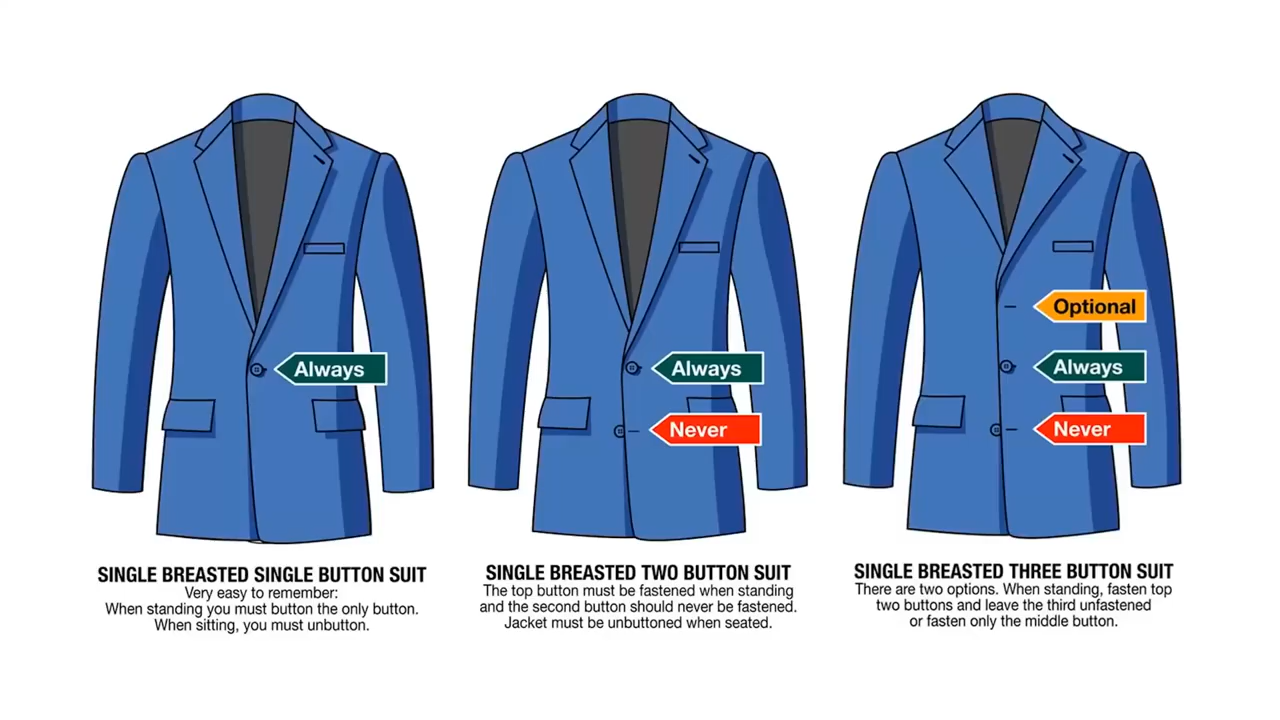 Always
Always
Never
Optional
Always
Never
SINGLE BREASTED SINGLE BUTTON SUIT
Very easy to remember:
When standing you must button the only button.
When sitting, you must unbutton.
SINGLE BREASTED TWO BUTTON SUIT
The top button must be fastened when standing
and the second button should never be fastened.
Jacket must be unbuttoned when seated.
SINGLE BREASTED THREE BUTTON SUIT
There are two options. When standing, fasten top
two buttons and leave the third unfastened
or fasten only the middle button.